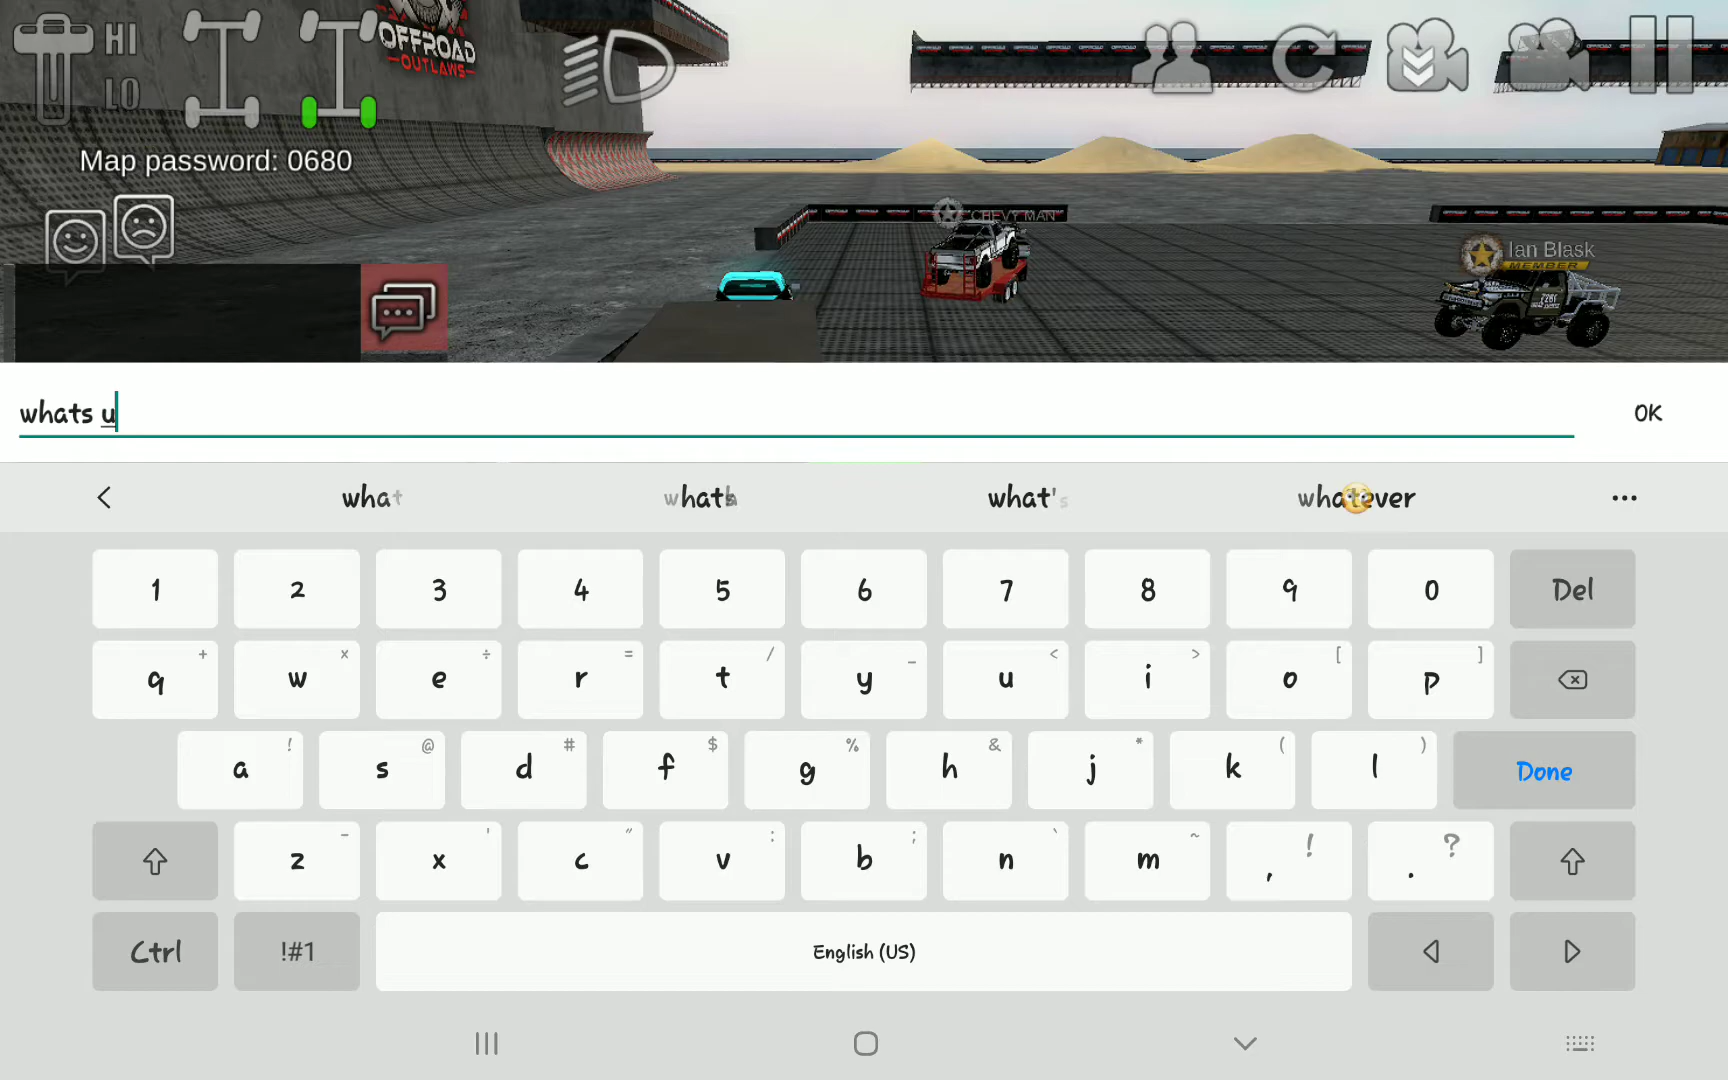 HI
LO
OFFROAD
OUTLAWS
Map password: 0680
CHEVY MAN
Ian Blask
MEMBER
whats u
OK
what
whats
what's
whatever
1 2 3 4 5 6 7 8 9 0 Del
+ × ÷ = / _ < > [ ]
q w e r t y u i o p
! @ # $ % & * ( )
a s d f g h j k l Done
- ' " : ; ` ~ ! ?
z x c v b n m , .
Ctrl !#1 English (US)